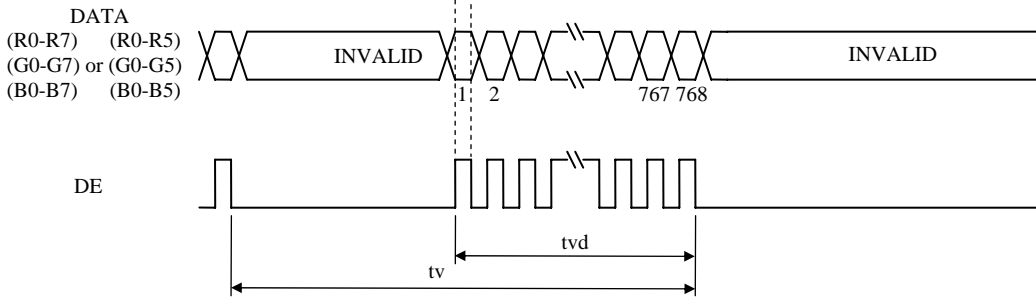 DATA
(R0-R7) (R0-R5)
(G0-G7) or (G0-G5)
(B0-B7) (B0-B5)
INVALID
INVALID
1 2 767 768
DE
tvd
tv